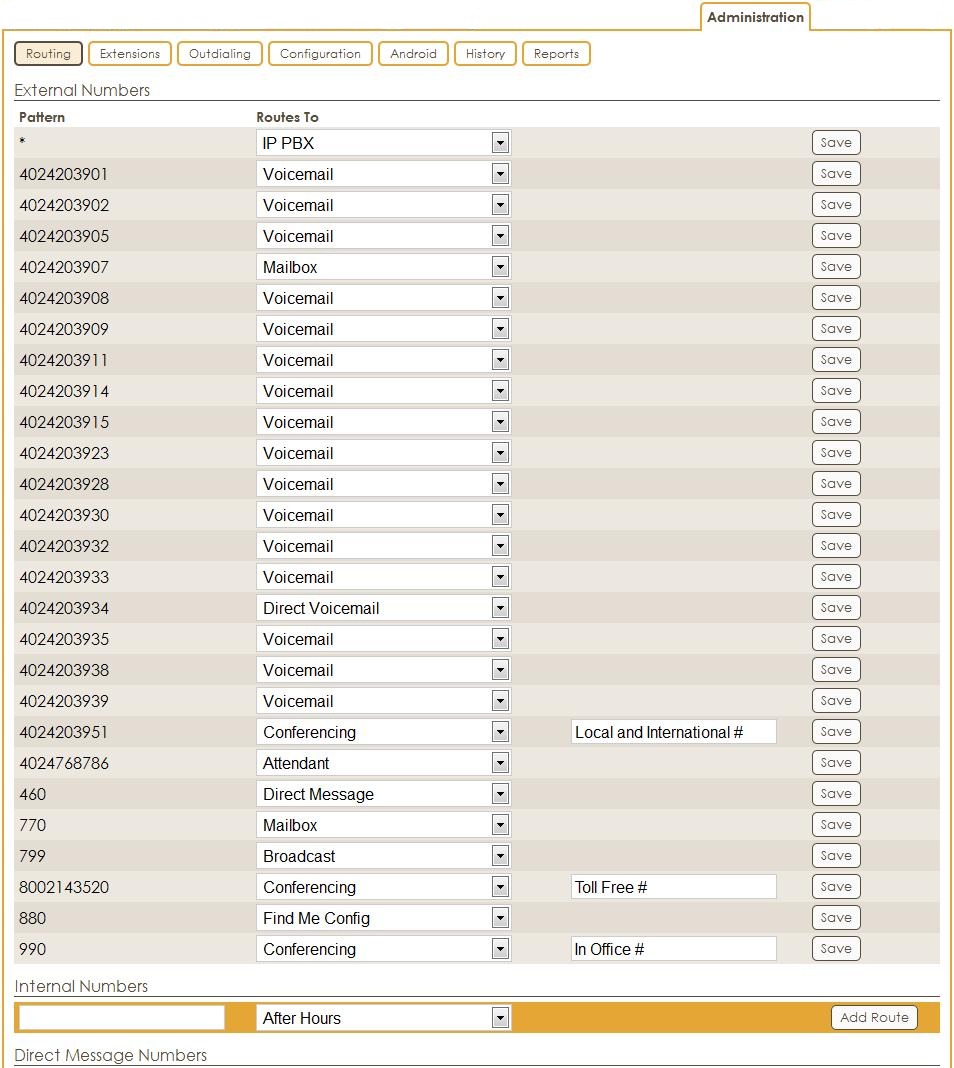 Administration
Routing Extensions Outdialing Configuration Android History Reports
External Numbers
Pattern Routes To
* IP PBX Save
4024203901 Voicemail Save
4024203902 Voicemail Save
4024203905 Voicemail Save
4024203907 Mailbox Save
4024203908 Voicemail Save
4024203909 Voicemail Save
4024203911 Voicemail Save
4024203914 Voicemail Save
4024203915 Voicemail Save
4024203923 Voicemail Save
4024203928 Voicemail Save
4024203930 Voicemail Save
4024203932 Voicemail Save
4024203933 Voicemail Save
4024203934 Direct Voicemail Save
4024203935 Voicemail Save
4024203938 Voicemail Save
4024203939 Voicemail Save
4024203951 Conferencing Local and International # Save
4024768786 Attendant Save
460 Direct Message Save
770 Mailbox Save
799 Broadcast Save
8002143520 Conferencing Toll Free # Save
880 Find Me Config Save
990 Conferencing In Office # Save
Internal Numbers
After Hours Add Route
Direct Message Numbers